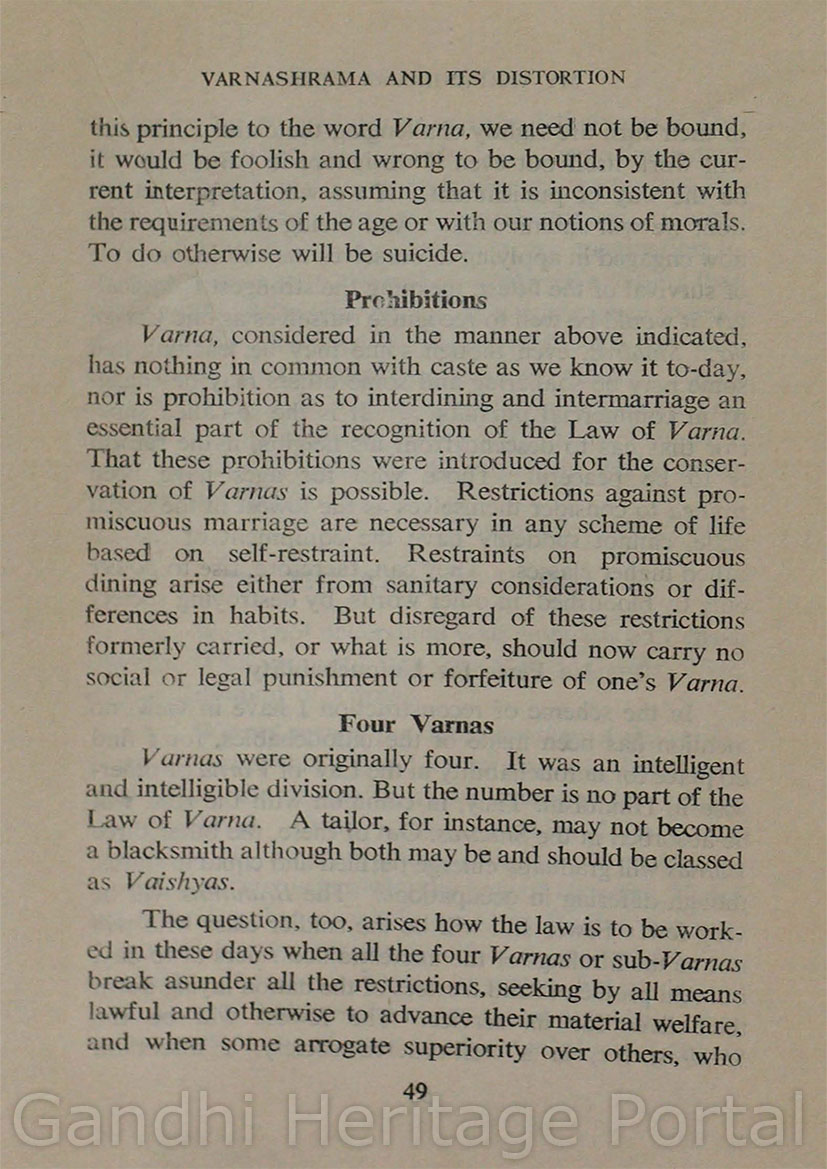 VARNASHRAMA AND ITS DISTORTION
this principle to the word Varna, we need not be bound,
it would be foolish and wrong to be bound, by the cur-
rent interpretation, assuming that it is inconsistent with
the requirements of the age or with our notions of morals.
To do otherwise will be suicide.
Prohibitions
Varna, considered in the manner above indicated,
has nothing in common with caste as we know it to-day,
nor is prohibition as to interdining and intermarriage an
essential part of the recognition of the Law of Varna.
That these prohibitions were introduced for the conser-
vation of Varnas is possible. Restrictions against pro-
miscuous marriage are necessary in any scheme of life
based on self-restraint. Restraints on promiscuous
dining arise either from sanitary considerations or dif-
ferences in habits. But disregard of these restrictions
formerly carried, or what is more, should now carry no
social or legal punishment or forfeiture of one's Varna.
Four Varnas
Varnas were originally four. It was an intelligent
and intelligible division. But the number is no part of the
Law of Varna. A tailor, for instance, may not become
a blacksmith although both may be and should be classed
as Vaishyas.
The question, too, arises how the law is to be work-
ed in these days when all the four Varnas or sub-Varnas
break asunder all the restrictions, seeking by all means
lawful and otherwise to advance their material welfare,
and when some arrogate superiority over others, who
49
Gandhi Heritage Portal